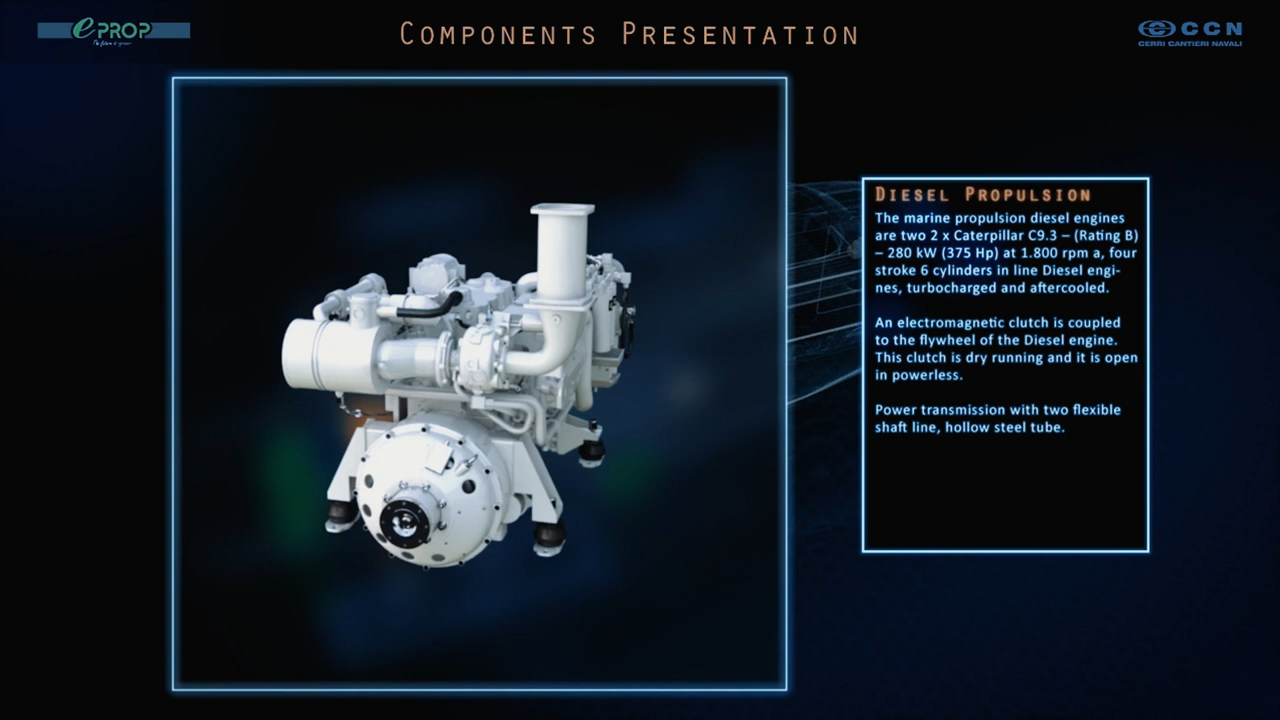 ePROP
COMPONENTS PRESENTATION
CCN
CERRI CANTIERI NAVALI
DIESEL PROPULSION
The marine propulsion diesel engines
are two 2 x Caterpillar C9.3 – (Rating B)
– 280 kW (375 Hp) at 1.800 rpm a, four
stroke 6 cylinders in line Diesel engi-
nes, turbocharged and aftercooled.
An electromagnetic clutch is coupled
to the flywheel of the Diesel engine.
This clutch is dry running and it is open
in powerless.
Power transmission with two flexible
shaft line, hollow steel tube.